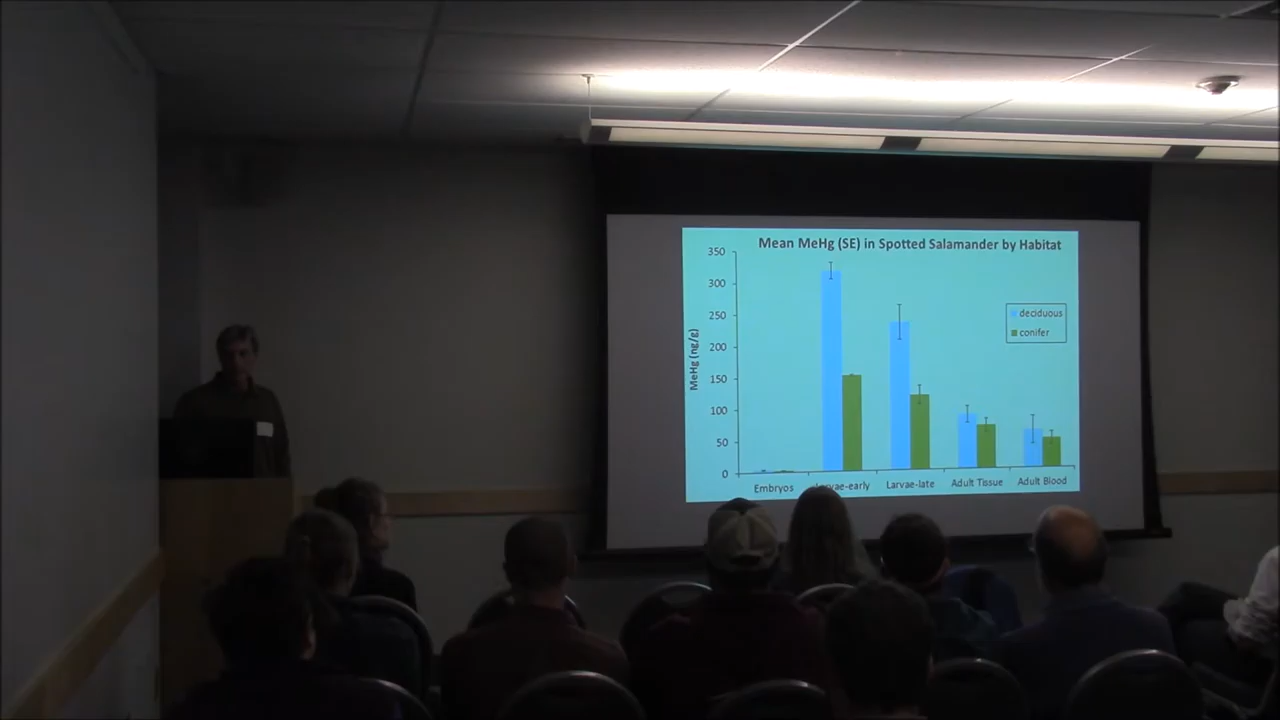 Mean MeHg (SE) in Spotted Salamander by Habitat
350
300
250
200
150
100
50
0
MeHg (ng/g)
deciduous
conifer
Embryos
Larvae-early
Larvae-late
Adult Tissue
Adult Blood